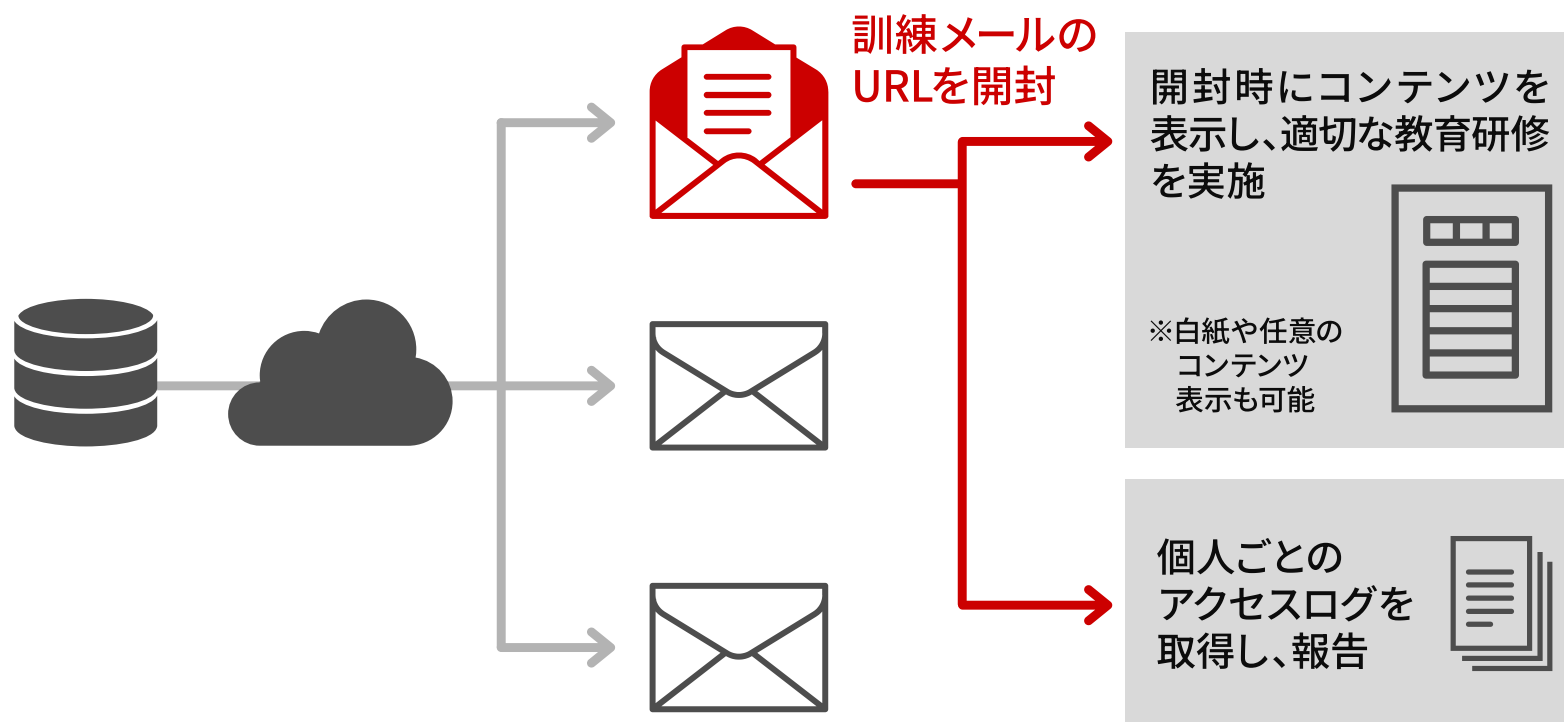 訓練メールの
URLを開封
開封時にコンテンツを
表示し、適切な教育研修
を実施
※白紙や任意の
コンテンツ
表示も可能
個人ごとの
アクセスログを
取得し、報告